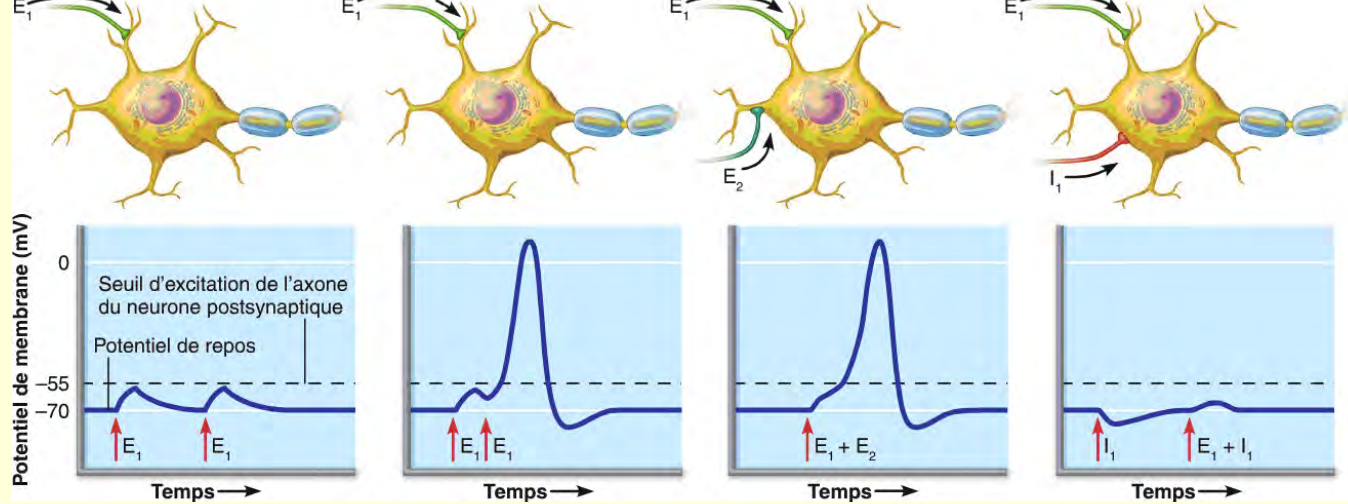 E₁
E₁
E₁
E₁
E₂
I₁
Potentiel de membrane (mV)
0
Seuil d'excitation de l'axone
du neurone postsynaptique
Potentiel de repos
–55
–70
E₁
E₁
E₁
E₁
E₁ + E₂
I₁
E₁ + I₁
Temps
Temps
Temps
Temps